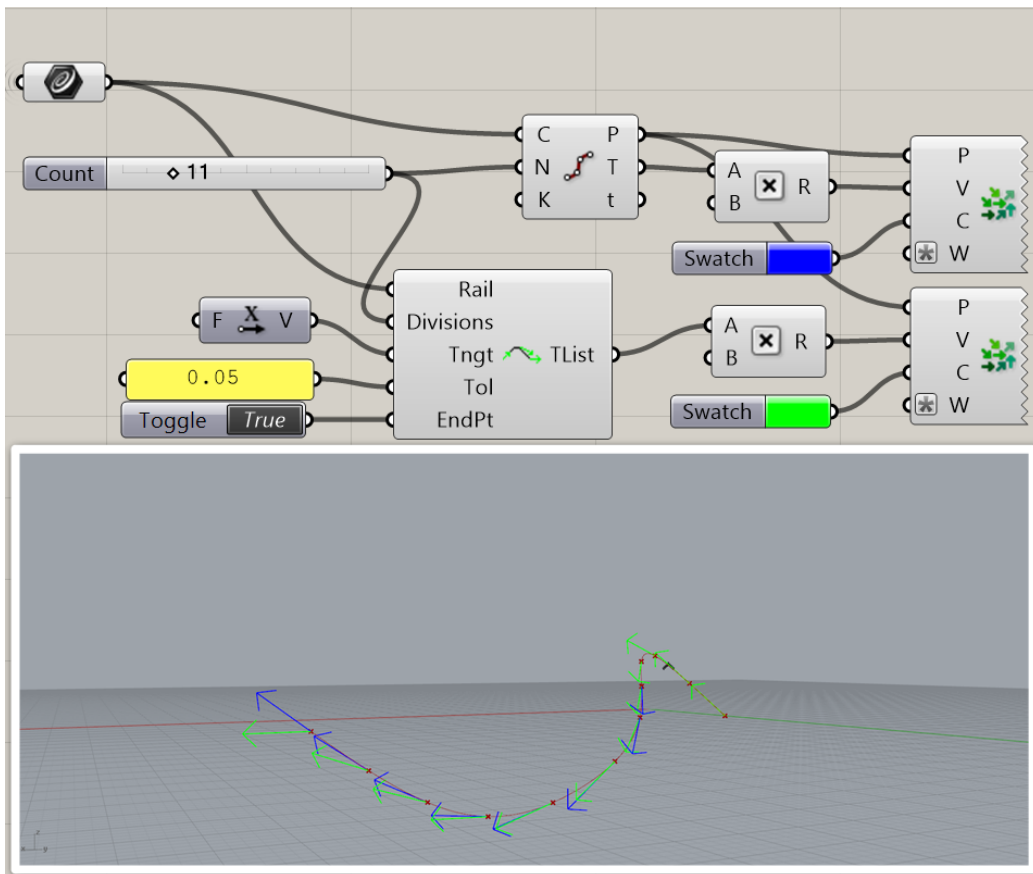 C P
Count 11
N T
K t
A R
B
P
V
C
W
Swatch
Rail
Divisions
F X V
Tngt TList
0.05
Tol
Toggle True
EndPt
A R
B
Swatch
P
V
C
W
z
x y